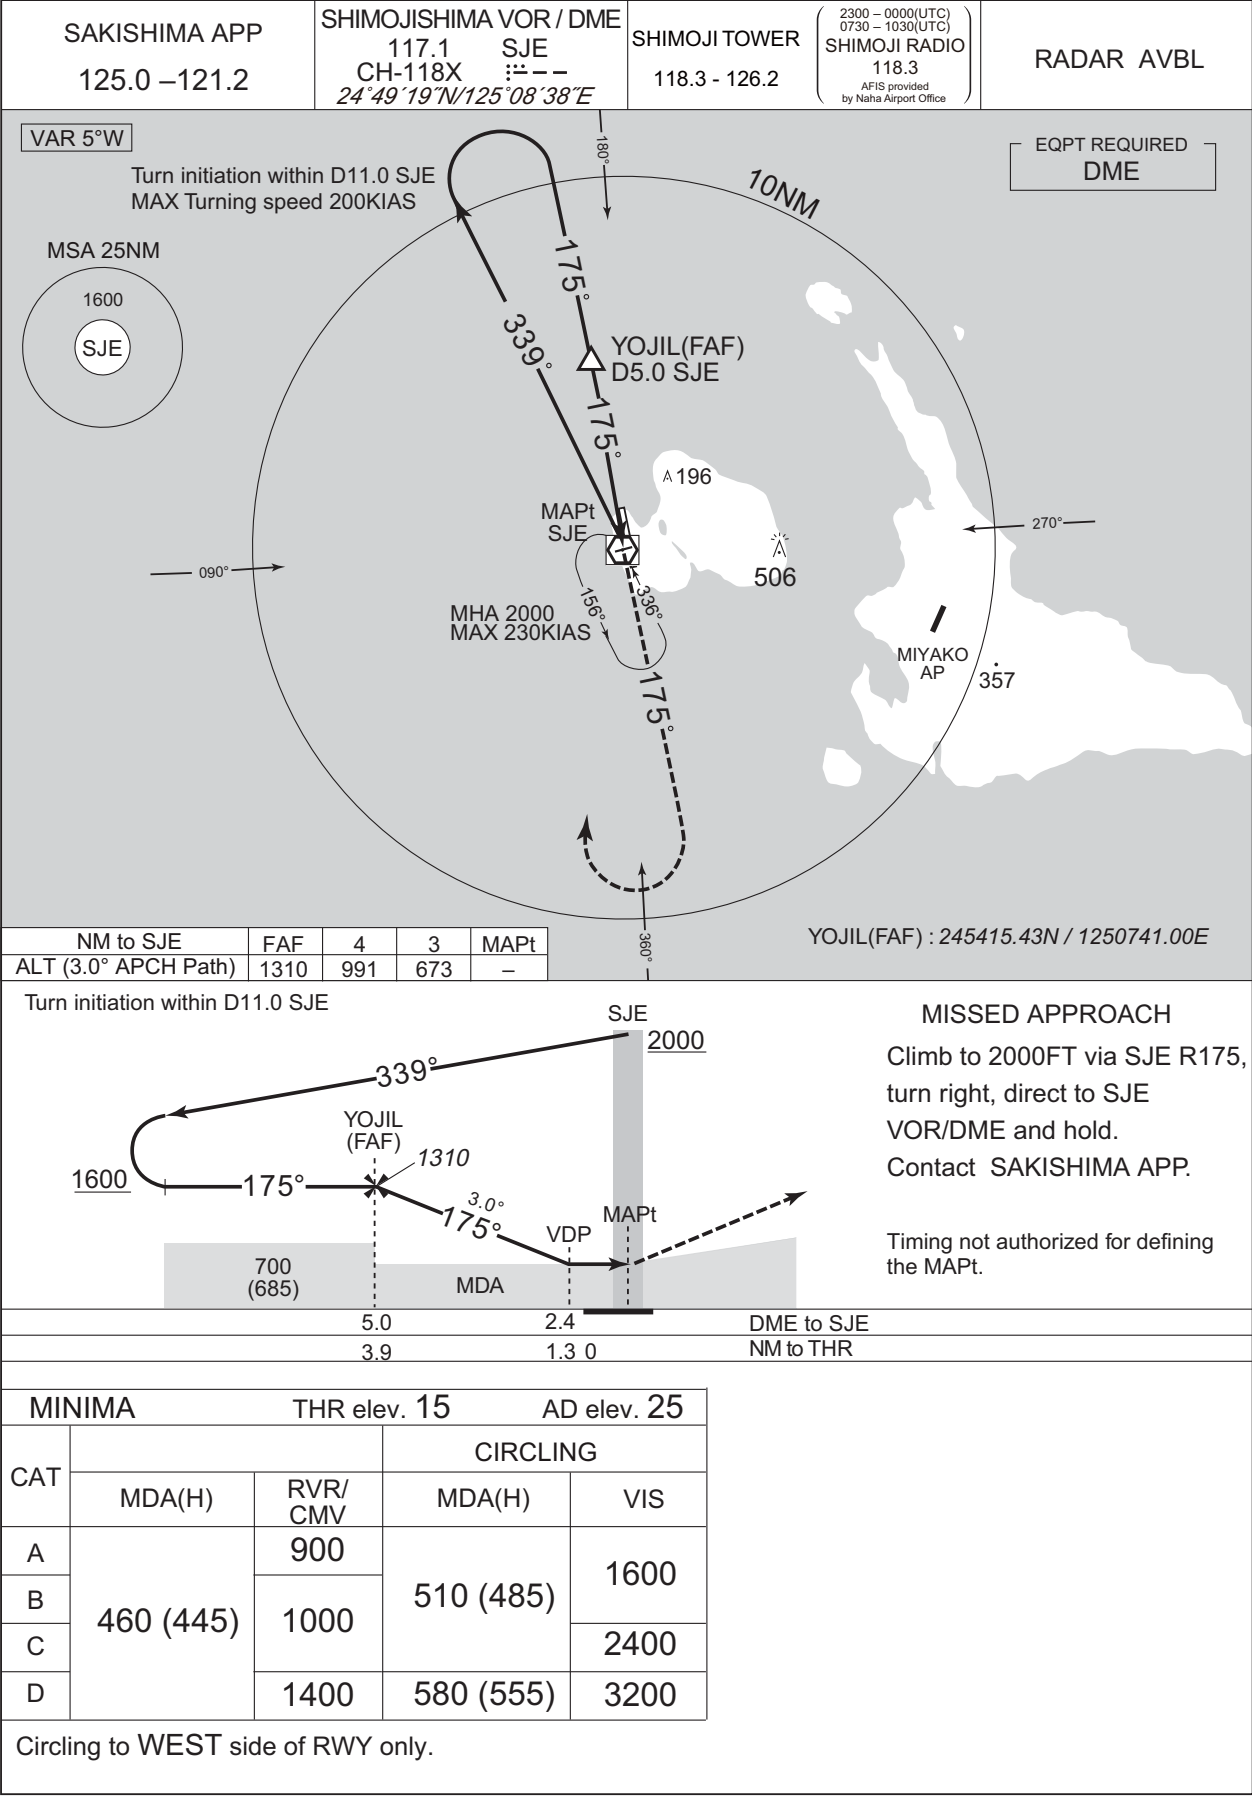 SAKISHIMA APP
125.0 –121.2
SHIMOJISHIMA VOR / DME
117.1 SJE
CH-118X
24°49´19˝N/125°08´38˝E
SHIMOJI TOWER
118.3 - 126.2
2300 – 0000(UTC)
0730 – 1030(UTC)
SHIMOJI RADIO
118.3
AFIS provided
by Naha Airport Office
RADAR AVBL
VAR 5°W
Turn initiation within D11.0 SJE
MAX Turning speed 200KIAS
180°
10NM
EQPT REQUIRED
DME
MSA 25NM
1600
SJE
175°
339°
YOJIL(FAF)
D5.0 SJE
175°
196
MAPt
SJE
270°
090°
506
156°
336°
MHA 2000
MAX 230KIAS
MIYAKO
AP
357
175°
360°
YOJIL(FAF) : 245415.43N / 1250741.00E
NM to SJE FAF 4 3 MAPt
ALT (3.0° APCH Path) 1310 991 673 –
Turn initiation within D11.0 SJE
SJE
2000
339°
YOJIL
(FAF)
1310
1600
175°
3.0°
175°
VDP
MAPt
700
(685)
MDA
5.0 2.4 DME to SJE
3.9 1.3 0 NM to THR
MISSED APPROACH
Climb to 2000FT via SJE R175,
turn right, direct to SJE
VOR/DME and hold.
Contact SAKISHIMA APP.
Timing not authorized for defining
the MAPt.
MINIMA THR elev. 15 AD elev. 25
CAT
CIRCLING
MDA(H)
RVR/
CMV
MDA(H)
VIS
A
900
1600
B
460 (445)
1000
510 (485)
C
2400
D
1400
580 (555)
3200
Circling to WEST side of RWY only.